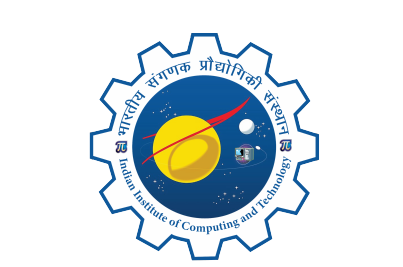 भारतीय संगणक प्रौद्योगिकी संस्थान
π π
Indian Institute of Computing and Technology